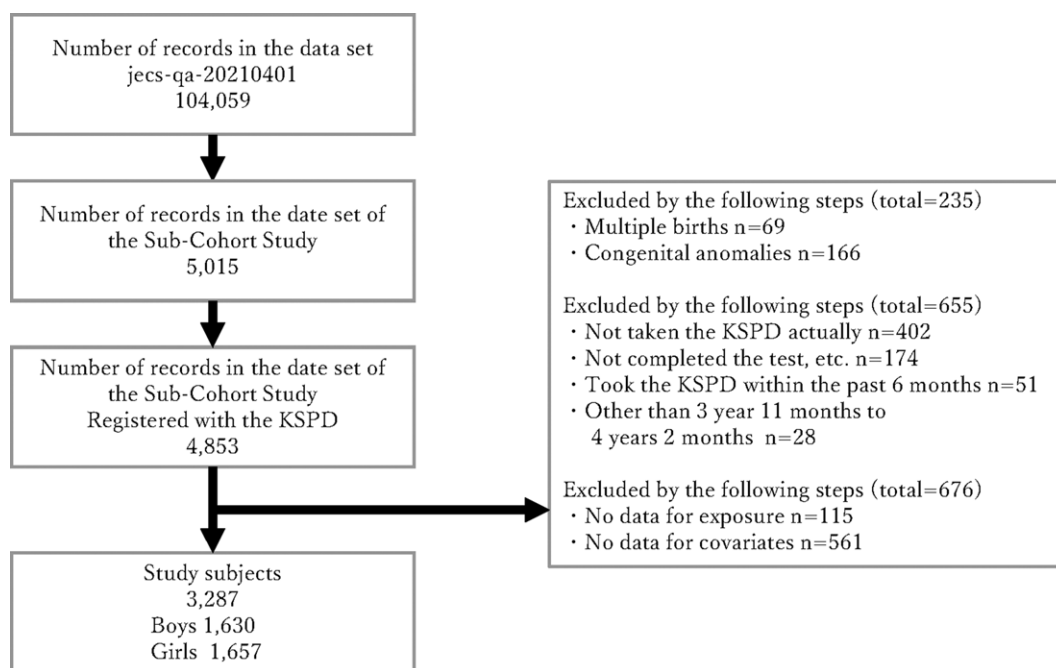 Number of records in the data set
jecs-qa-20210401
104,059
Number of records in the date set of
the Sub-Cohort Study
5,015
Number of records in the date set of
the Sub-Cohort Study
Registered with the KSPD
4,853
Excluded by the following steps (total=235)
・Multiple births n=69
・Congenital anomalies n=166
Excluded by the following steps (total=655)
・Not taken the KSPD actually n=402
・Not completed the test, etc. n=174
・Took the KSPD within the past 6 months n=51
・Other than 3 year 11 months to
4 years 2 months n=28
Excluded by the following steps (total=676)
・No data for exposure n=115
・No data for covariates n=561
Study subjects
3,287
Boys 1,630
Girls 1,657